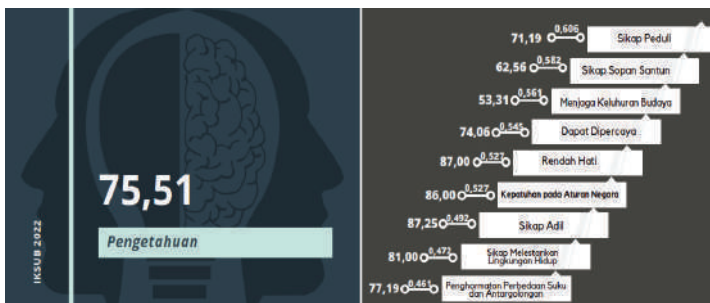 75,51
Pengetahuan
IKSUB 2022
71,19 0,606 Sikap Peduli
62,56 0,582 Sikap Sopan Santun
53,31 0,561 Menjaga Keluhuran Budaya
74,06 0,545 Dapat Dipercaya
87,00 0,527 Rendah Hati
86,00 0,527 Kepatuhan pada Aturan Negara
87,25 0,492 Sikap Adil
81,00 0,472 Sikap Melestarikan
Lingkungan Hidup
77,19 0,461 Penghormatan Perbedaan Suku
dan Antargolongan